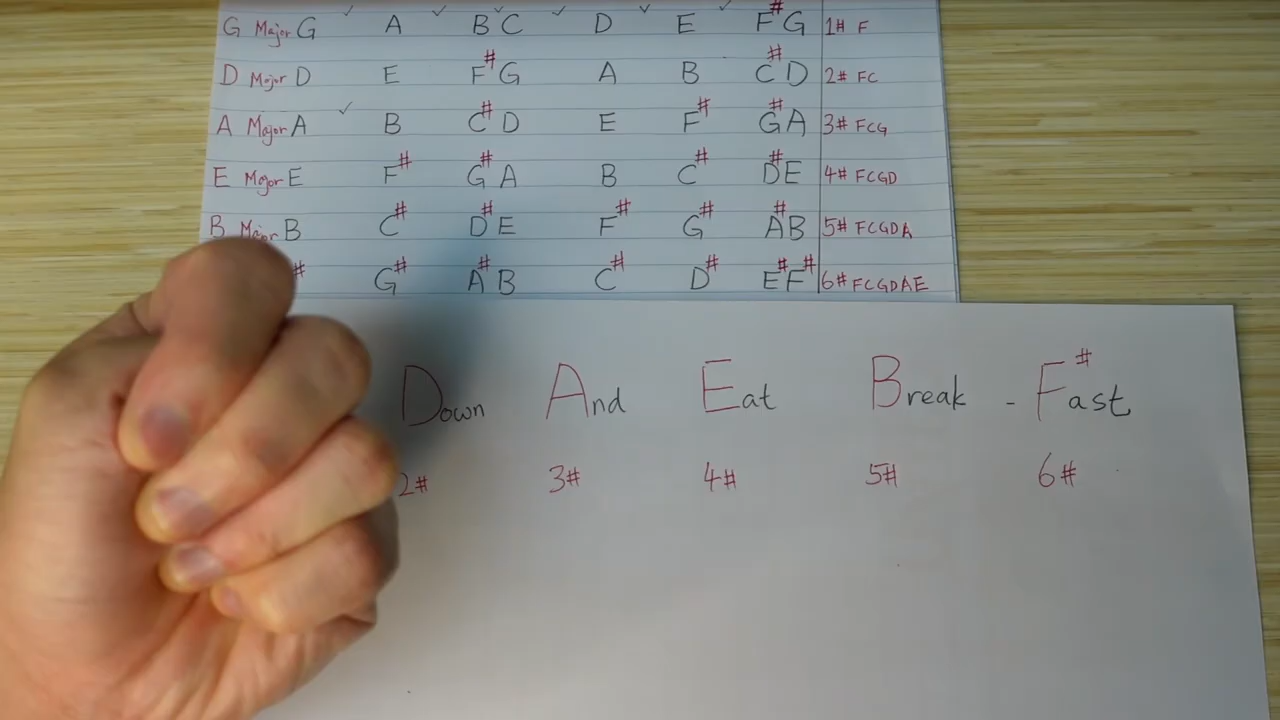 G Major G A B C D E F# G 1# F
D Major D E F# G A B C# D 2# FC
A Major A B C# D E F# G# A 3# FCG
E Major E F# G# A B C# D# E 4# FCGD
B Major B C# D# E F# G# A# B 5# FCGDA
# G# A# B C# D# E# F# 6# FCGDAE
Down And Eat Break - F#ast
2# 3# 4# 5# 6#